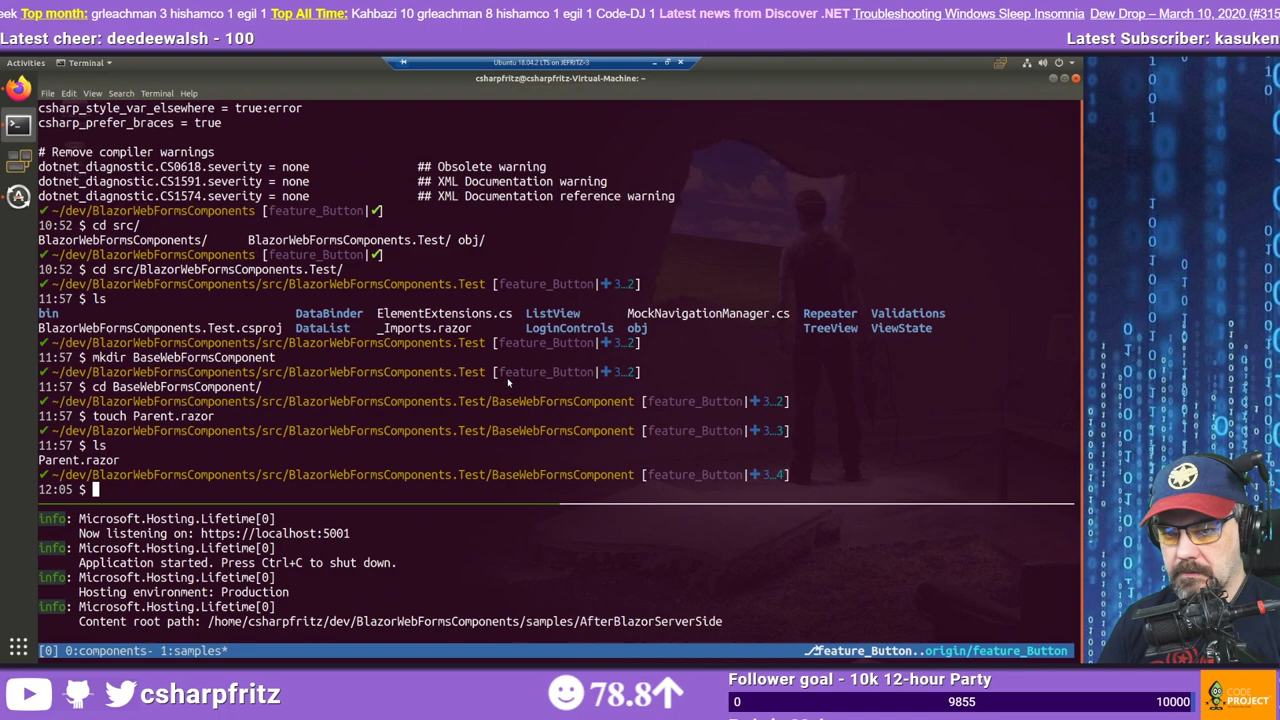 eek Top month: grleachman 3 hishamco 1 egil 1 Top All Time: Kahbazi 10 grleachman 8 hishamco 1 egil 1 Code-DJ 1 Latest news from Discover .NET Troubleshooting Windows Sleep Insomnia Dew Drop – March 10, 2020 (#315
Latest cheer: deedeewalsh - 100
Latest Subscriber: kasuken
Activities Terminal
Ubuntu 18.04.2 LTS on JEFRITZ-3
csharpfritz@csharpfritz-Virtual-Machine: ~
File Edit View Search Terminal Help
csharp_style_var_elsewhere = true:error
csharp_prefer_braces = true
# Remove compiler warnings
dotnet_diagnostic.CS0618.severity = none ## Obsolete warning
dotnet_diagnostic.CS1591.severity = none ## XML Documentation warning
dotnet_diagnostic.CS1574.severity = none ## XML Documentation reference warning
✔ ~/dev/BlazorWebFormsComponents [feature_Button|✔]
10:52 $ cd src/
BlazorWebFormsComponents/ BlazorWebFormsComponents.Test/ obj/
✔ ~/dev/BlazorWebFormsComponents [feature_Button|✔]
10:52 $ cd src/BlazorWebFormsComponents.Test/
✔ ~/dev/BlazorWebFormsComponents/src/BlazorWebFormsComponents.Test [feature_Button|✚ 3…2]
11:57 $ ls
bin DataBinder ElementExtensions.cs ListView MockNavigationManager.cs Repeater Validations
BlazorWebFormsComponents.Test.csproj DataList _Imports.razor LoginControls obj TreeView ViewState
✔ ~/dev/BlazorWebFormsComponents/src/BlazorWebFormsComponents.Test [feature_Button|✚ 3…2]
11:57 $ mkdir BaseWebFormsComponent
✔ ~/dev/BlazorWebFormsComponents/src/BlazorWebFormsComponents.Test [feature_Button|✚ 3…2]
11:57 $ cd BaseWebFormsComponent/
✔ ~/dev/BlazorWebFormsComponents/src/BlazorWebFormsComponents.Test/BaseWebFormsComponent [feature_Button|✚ 3…2]
11:57 $ touch Parent.razor
✔ ~/dev/BlazorWebFormsComponents/src/BlazorWebFormsComponents.Test/BaseWebFormsComponent [feature_Button|✚ 3…3]
11:57 $ ls
Parent.razor
✔ ~/dev/BlazorWebFormsComponents/src/BlazorWebFormsComponents.Test/BaseWebFormsComponent [feature_Button|✚ 3…4]
12:05 $
info: Microsoft.Hosting.Lifetime[0]
Now listening on: https://localhost:5001
info: Microsoft.Hosting.Lifetime[0]
Application started. Press Ctrl+C to shut down.
info: Microsoft.Hosting.Lifetime[0]
Hosting environment: Production
info: Microsoft.Hosting.Lifetime[0]
Content root path: /home/csharpfritz/dev/BlazorWebFormsComponents/samples/AfterBlazorServerSide
[0] 0:components- 1:samples*
feature_Button..origin/feature_Button
csharpfritz
78.8
Follower goal - 10k 12-hour Party
0 9855 10000
CODE
PROJECT